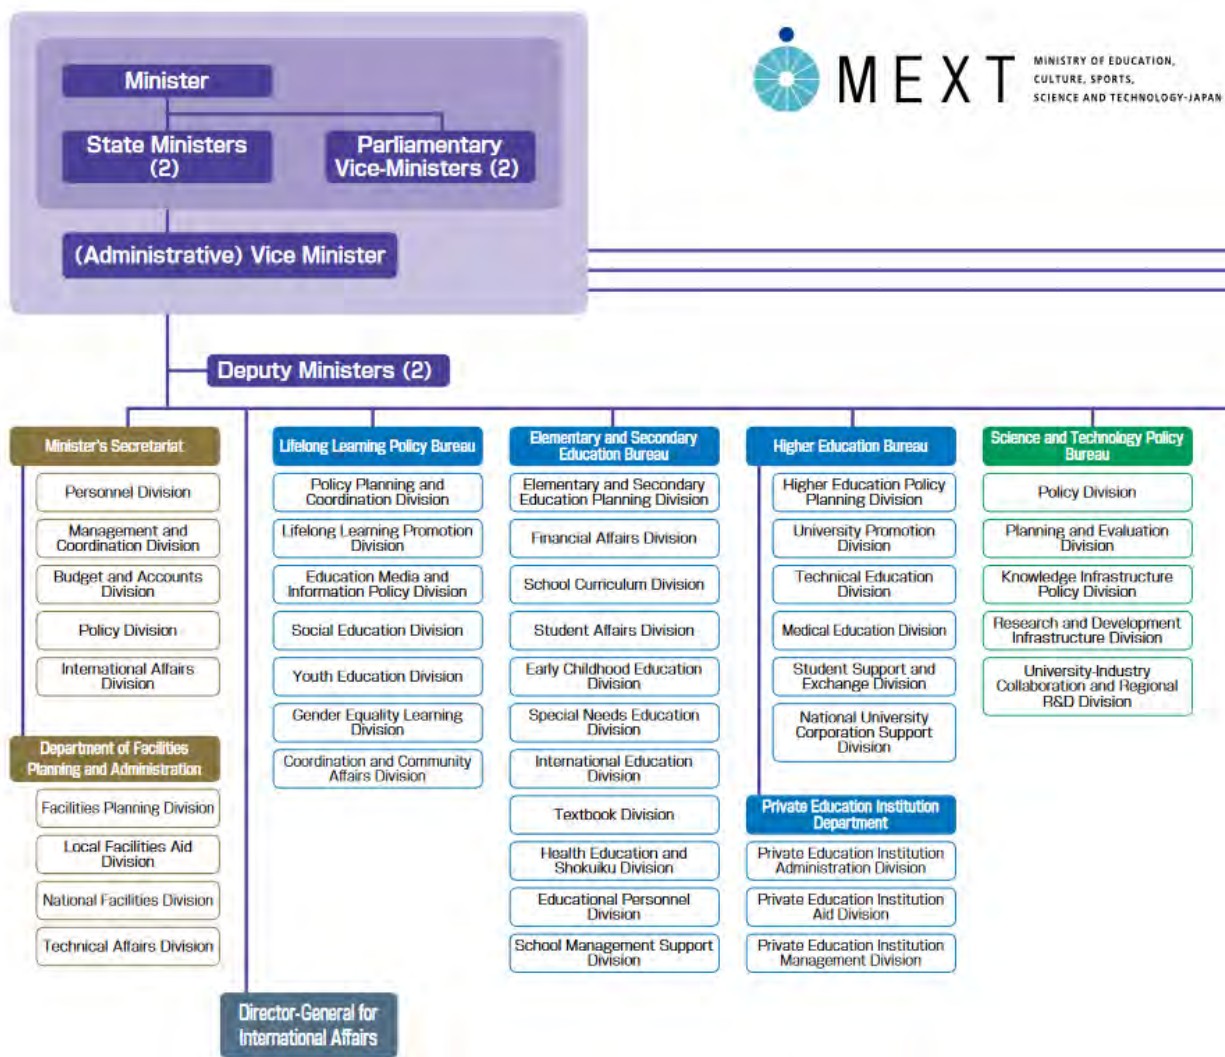 Minister
State Ministers
(2)
Parliamentary
Vice-Ministers (2)
(Administrative) Vice Minister
MEXT
MINISTRY OF EDUCATION,
CULTURE, SPORTS,
SCIENCE AND TECHNOLOGY-JAPAN
Deputy Ministers (2)
Minister's Secretariat
Personnel Division
Management and
Coordination Division
Budget and Accounts
Division
Policy Division
International Affairs
Division
Department of Facilities
Planning and Administration
Facilities Planning Division
Local Facilities Aid
Division
National Facilities Division
Technical Affairs Division
Director-General for
International Affairs
Lifelong Learning Policy Bureau
Policy Planning and
Coordination Division
Lifelong Learning Promotion
Division
Education Media and
Information Policy Division
Social Education Division
Youth Education Division
Gender Equality Learning
Division
Coordination and Community
Affairs Division
Elementary and Secondary
Education Bureau
Elementary and Secondary
Education Planning Division
Financial Affairs Division
School Curriculum Division
Student Affairs Division
Early Childhood Education
Division
Special Needs Education
Division
International Education
Division
Textbook Division
Health Education and
Shokuiku Division
Educational Personnel
Division
School Management Support
Division
Higher Education Bureau
Higher Education Policy
Planning Division
University Promotion
Division
Technical Education
Division
Medical Education Division
Student Support and
Exchange Division
National University
Corporation Support
Division
Private Education Institution
Department
Private Education Institution
Administration Division
Private Education Institution
Aid Division
Private Education Institution
Management Division
Science and Technology Policy
Bureau
Policy Division
Planning and Evaluation
Division
Knowledge Infrastructure
Policy Division
Research and Development
Infrastructure Division
University-Industry
Collaboration and Regional
R&D Division